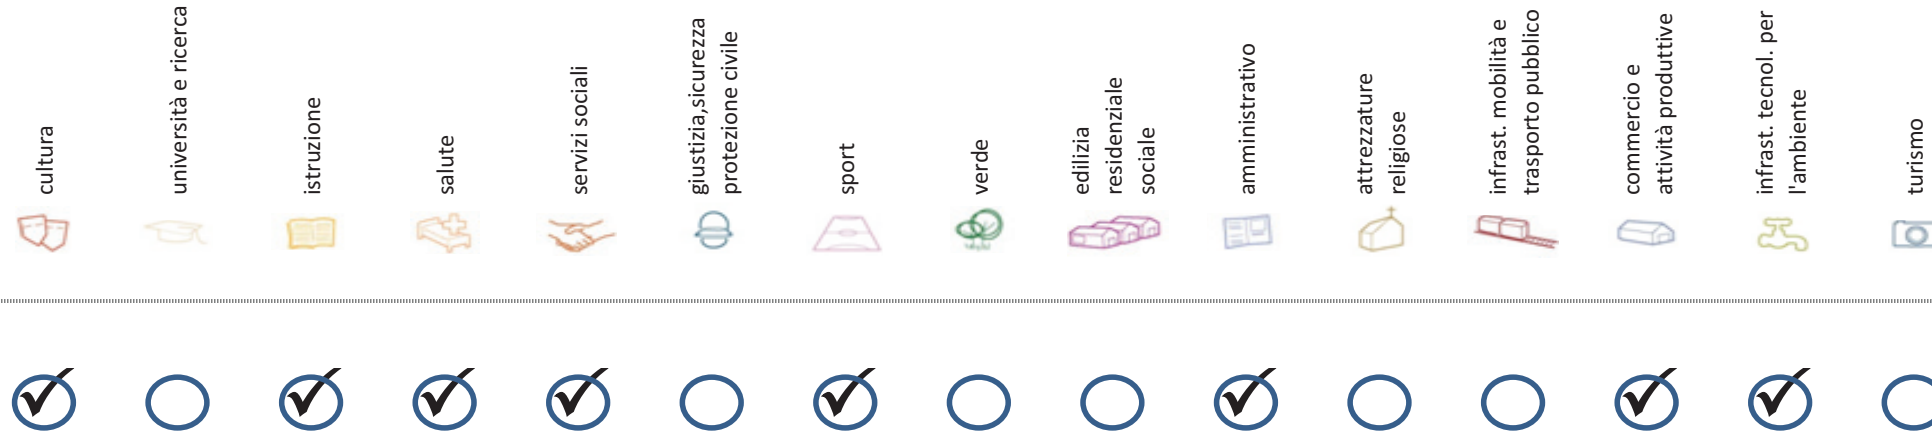 cultura
università e ricerca
istruzione
salute
servizi sociali
giustizia,sicurezza
protezione civile
sport
verde
edilizia
residenziale
sociale
amministrativo
attrezzature
religiose
infrast. mobilità e
trasporto pubblico
commercio e
attività produttive
infrast. tecnol. per
l'ambiente
turismo